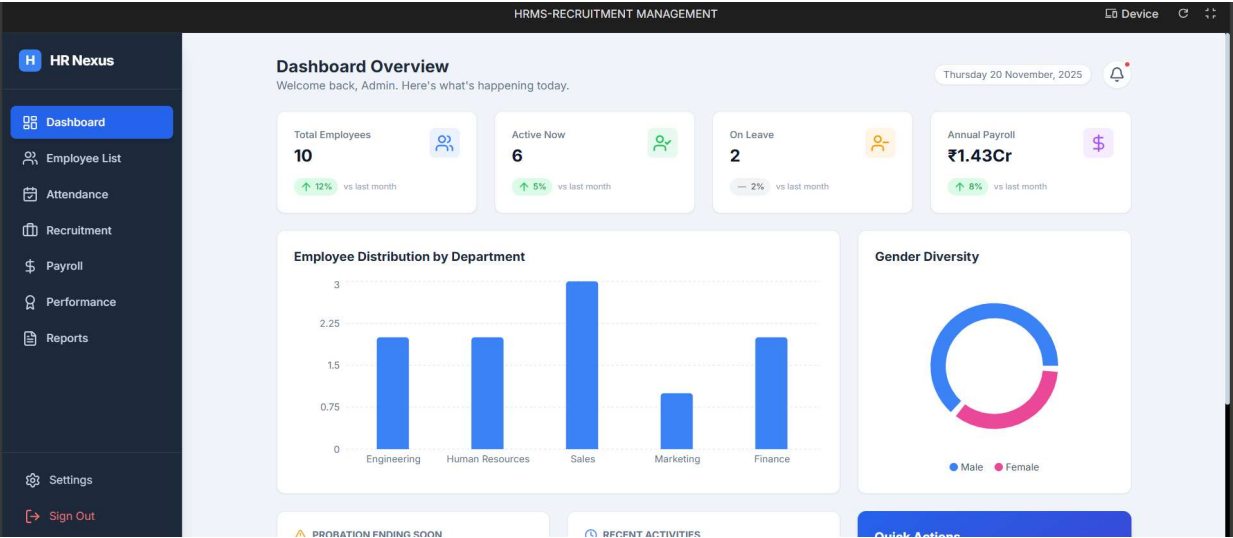 HRMS-RECRUITMENT MANAGEMENT
Device
H HR Nexus
Dashboard
Employee List
Attendance
Recruitment
Payroll
Performance
Reports
Settings
Sign Out
Dashboard Overview
Welcome back, Admin. Here's what's happening today.
Thursday 20 November, 2025
Total Employees
10
12% vs last month
Active Now
6
5% vs last month
On Leave
2
— 2% vs last month
Annual Payroll
₹1.43Cr
8% vs last month
Employee Distribution by Department
3
2.25
1.5
0.75
0
Engineering Human Resources Sales Marketing Finance
Gender Diversity
Male Female
PROBATION ENDING SOON
RECENT ACTIVITIES
Quick Actions